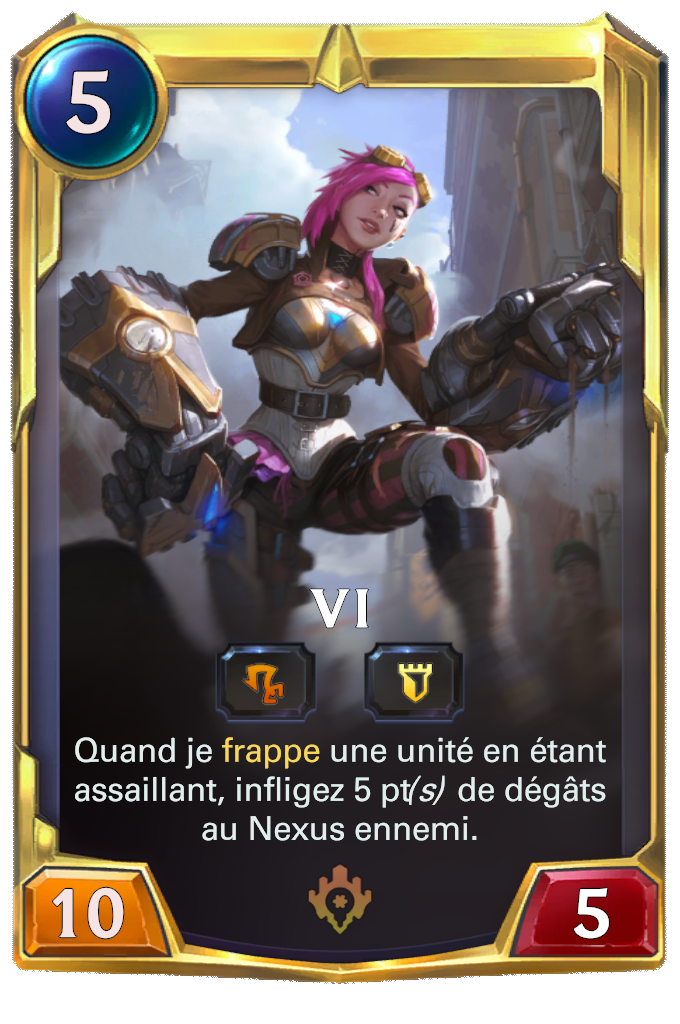 5
VI
Quand je frappe une unité en étant
assaillant, infligez 5 pt(s) de dégâts
au Nexus ennemi.
10
5